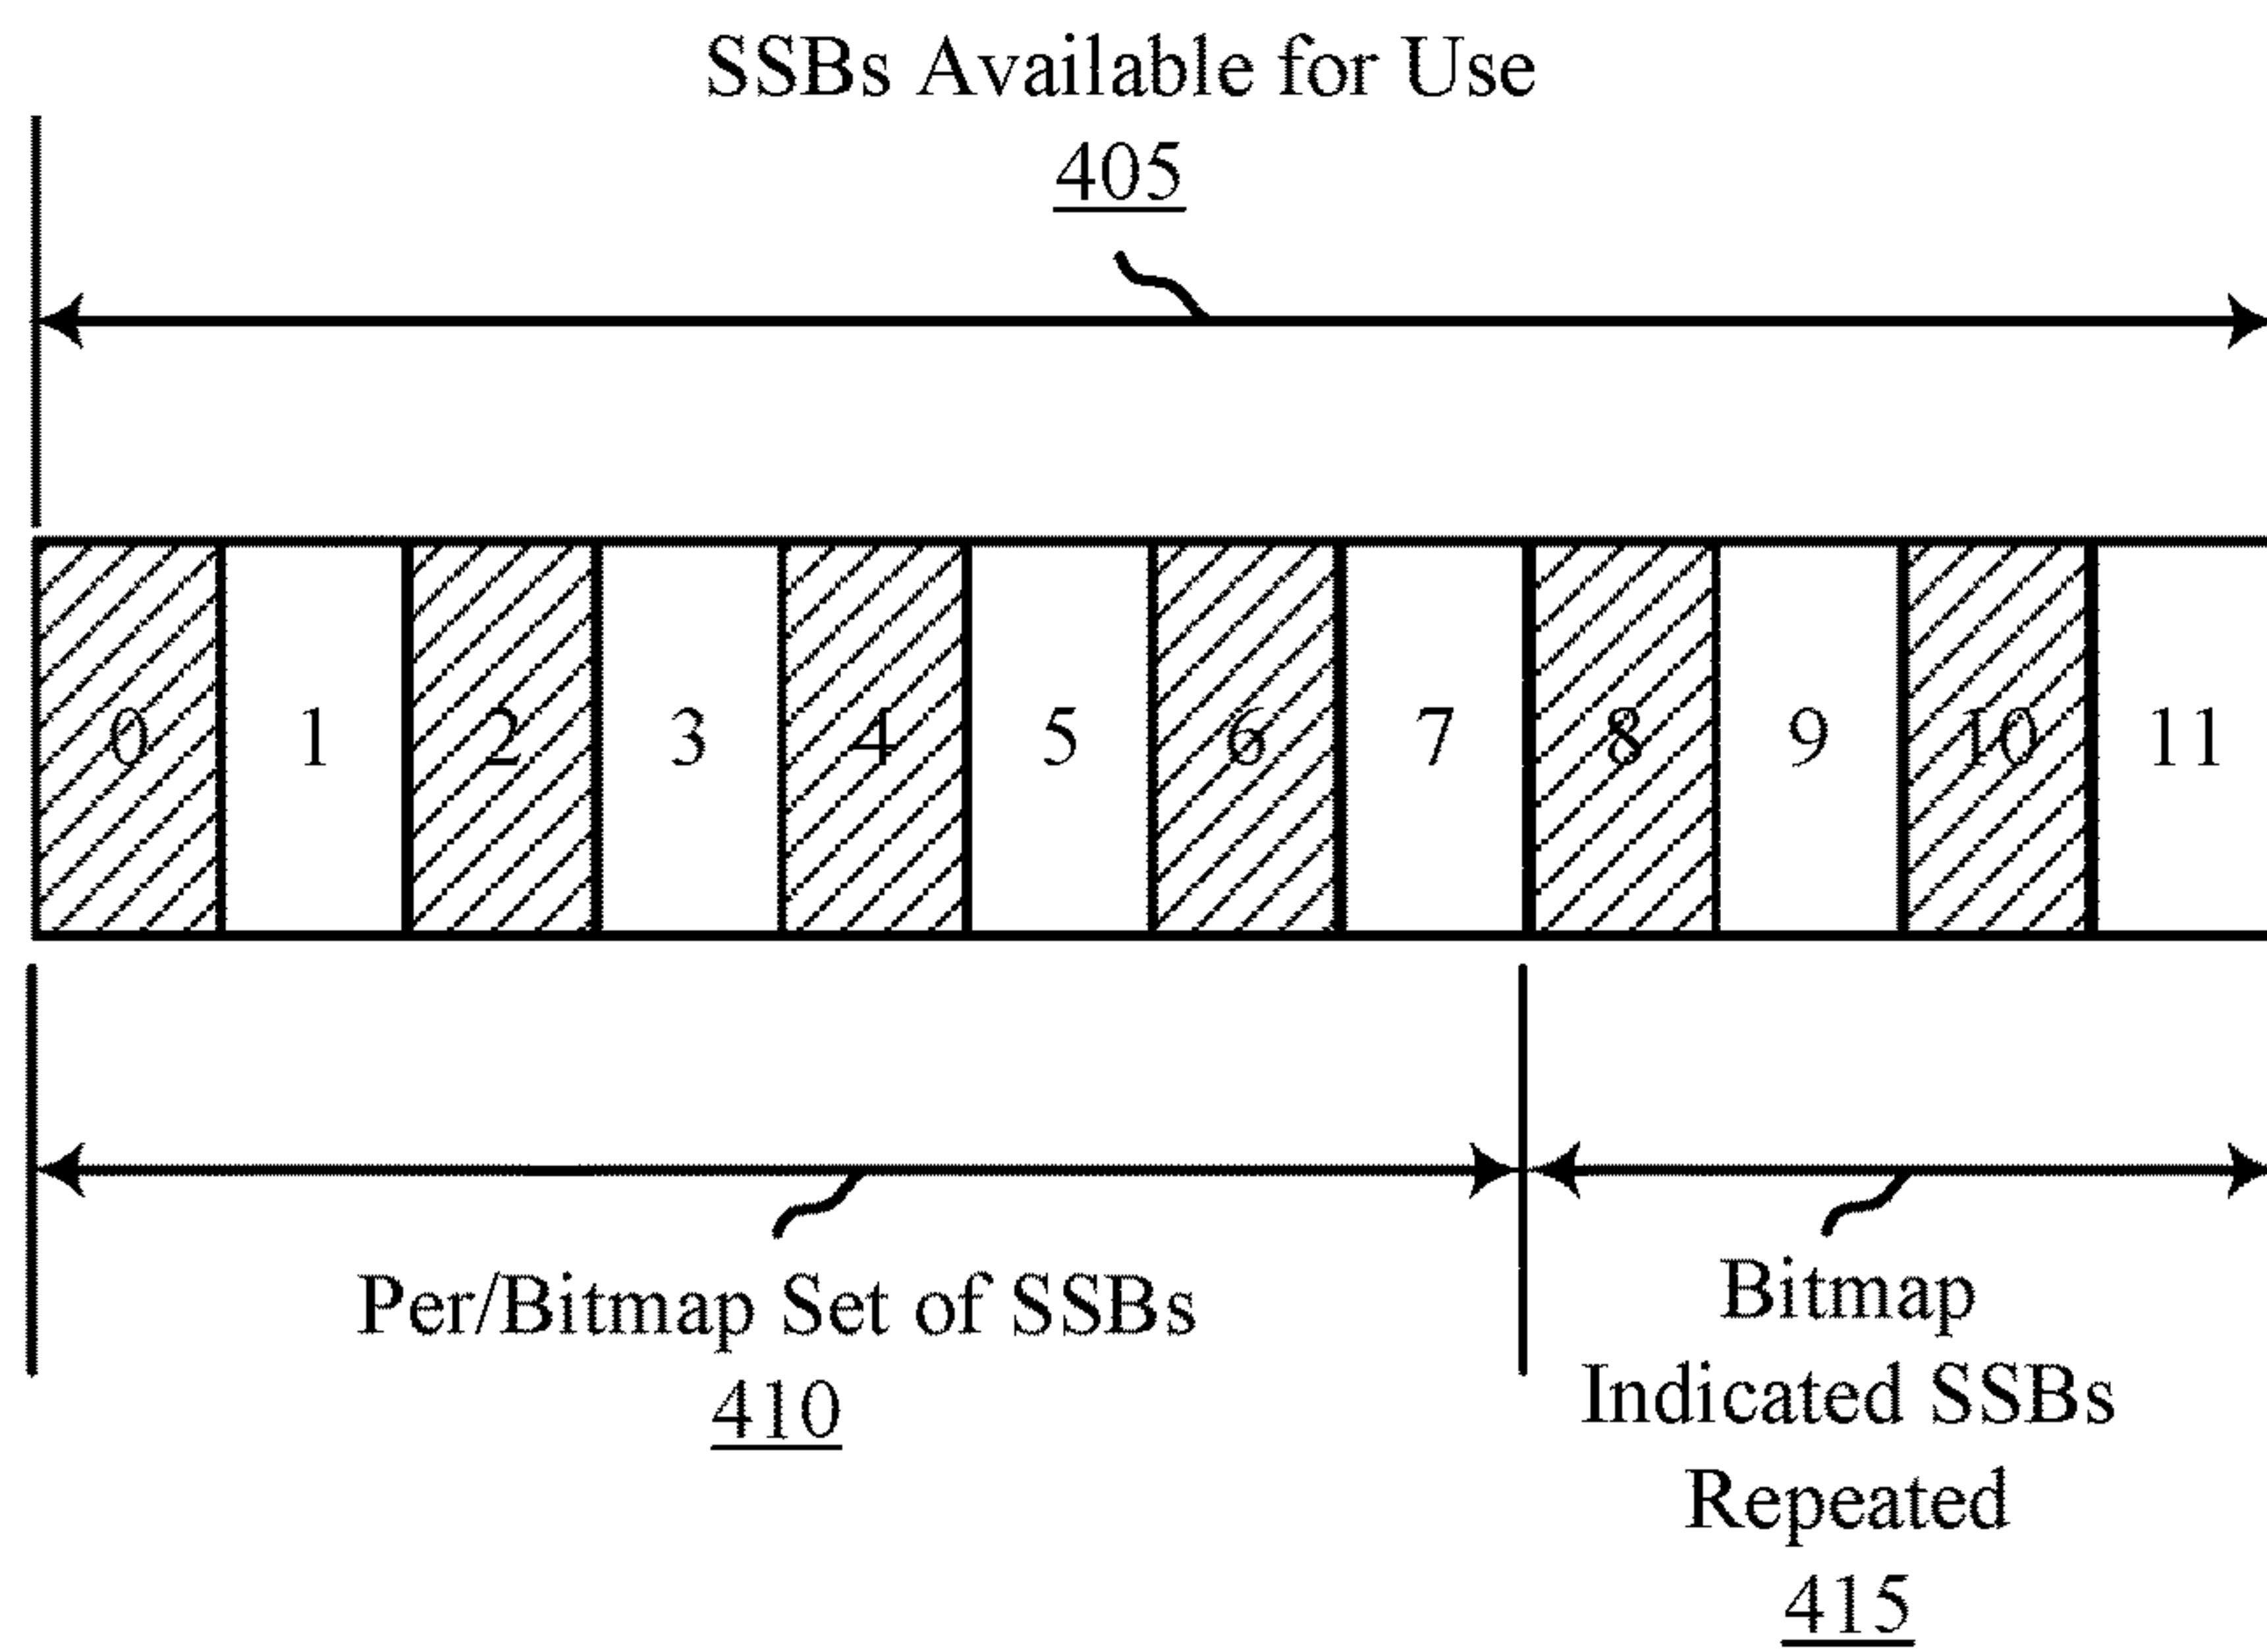 SSBs Available for Use
405
0 1 2 3 4 5 6 7 8 9 10 11
Per/Bitmap Set of SSBs
410
Bitmap
Indicated SSBs
Repeated
415